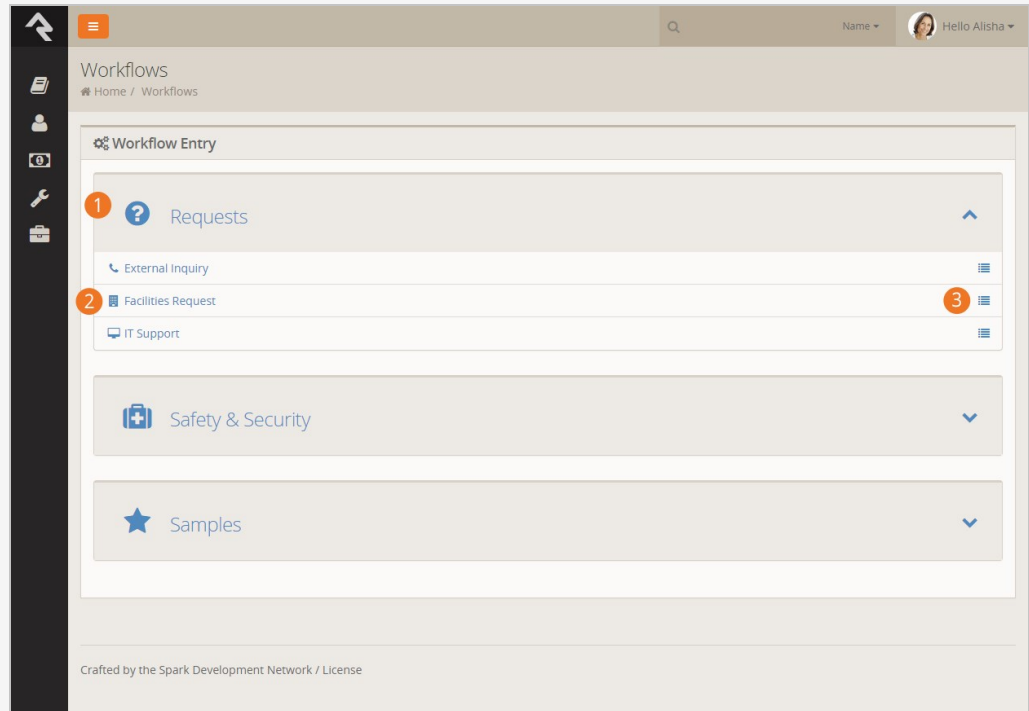 Name
Hello Alisha
Workflows
Home / Workflows
Workflow Entry
1
Requests
External Inquiry
2 Facilities Request 3
IT Support
Safety & Security
Samples
Crafted by the Spark Development Network / License